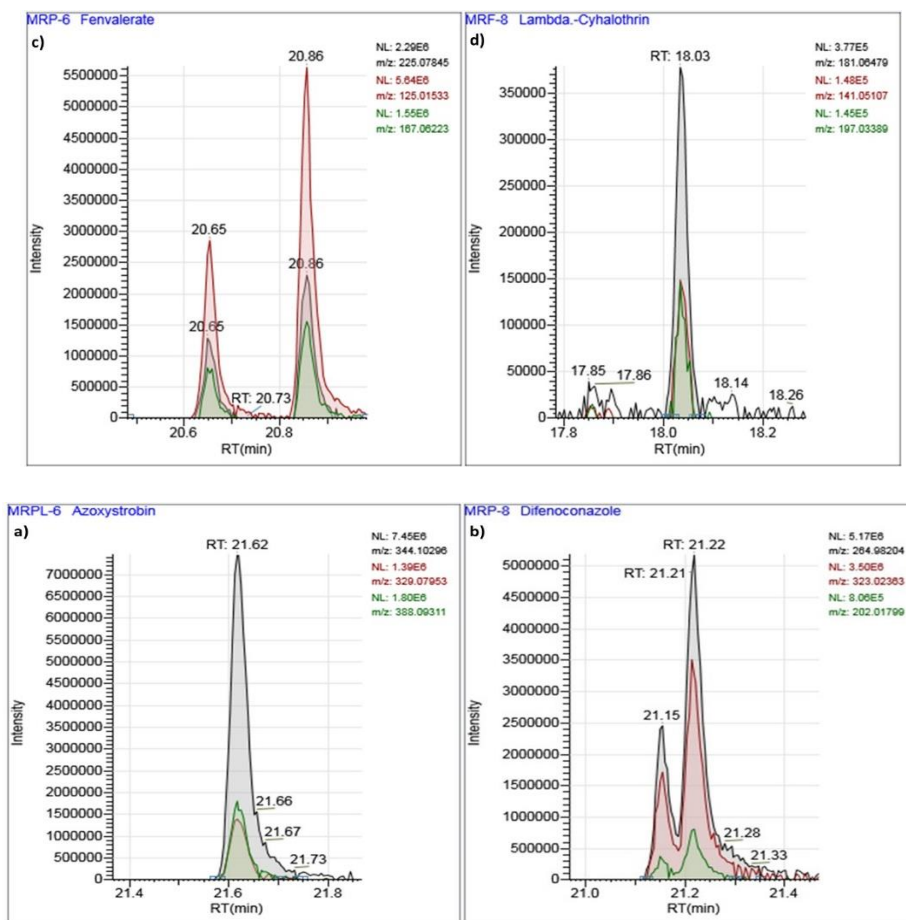 MRP-6 Fenvalerate
c)
NL: 2.29E6
m/z: 225.07845
NL: 5.64E6
m/z: 125.01533
NL: 1.55E6
m/z: 167.06223
20.86
5500000
5000000
4500000
4000000
3500000
3000000
2500000
2000000
1500000
1000000
500000
0
20.65
20.86
20.65
RT: 20.73
Intensity
20.6
20.8
RT(min)
MRF-8 Lambda.-Cyhalothrin
d)
NL: 3.77E5
m/z: 181.06479
NL: 1.48E5
m/z: 141.05107
NL: 1.45E5
m/z: 197.03389
RT: 18.03
350000
300000
250000
200000
150000
100000
50000
0
17.85
17.86
18.14
18.26
Intensity
17.8
18.0
18.2
RT(min)
MRPL-6 Azoxystrobin
a)
NL: 7.45E6
m/z: 344.10296
NL: 1.39E6
m/z: 329.07953
NL: 1.80E6
m/z: 388.09311
RT: 21.62
7000000
6500000
6000000
5500000
5000000
4500000
4000000
3500000
3000000
2500000
2000000
1500000
1000000
500000
0
21.66
21.67
21.73
Intensity
21.4
21.6
21.8
RT(min)
MRP-8 Difenoconazole
b)
NL: 5.17E6
m/z: 264.98204
NL: 3.50E6
m/z: 323.02363
NL: 8.06E5
m/z: 202.01799
RT: 21.22
RT: 21.21
5000000
4500000
4000000
3500000
3000000
2500000
2000000
1500000
1000000
500000
0
21.15
21.28
21.33
Intensity
21.0
21.2
21.4
RT(min)